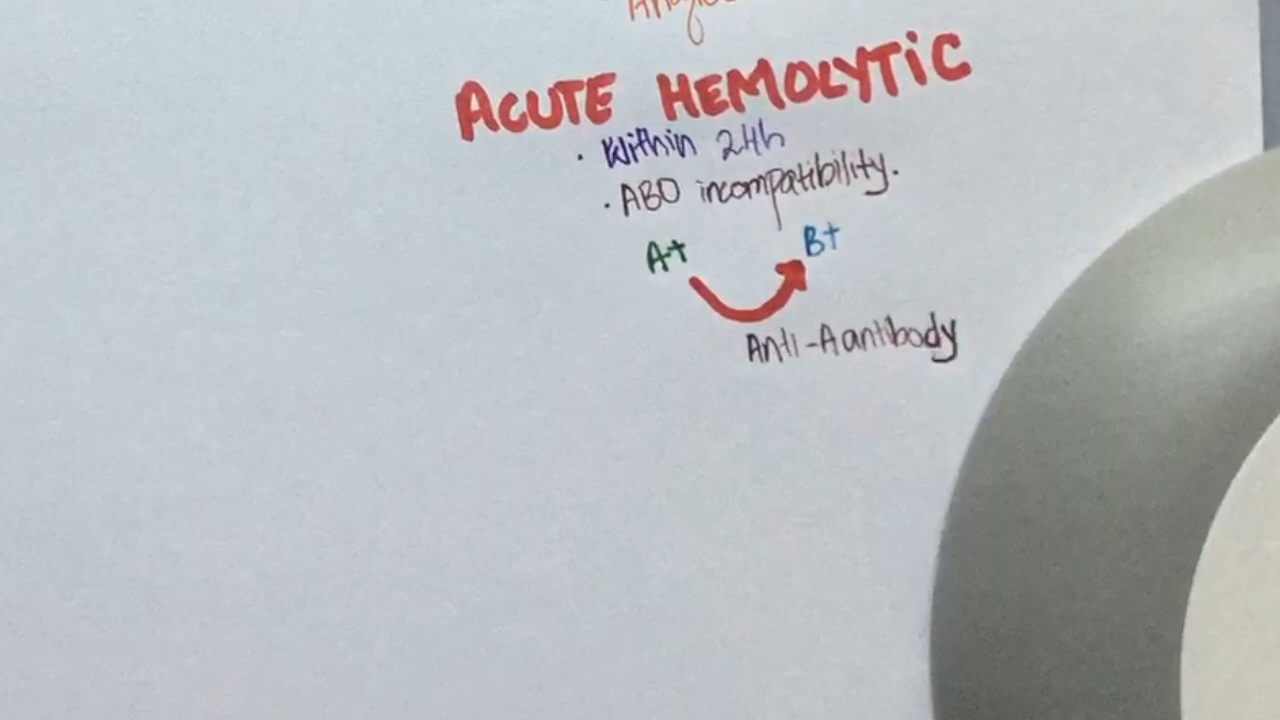 ACUTE HEMOLYTiC
· Within 24h
· ABO incompatibility.
A+ B+
Anti-A antibody